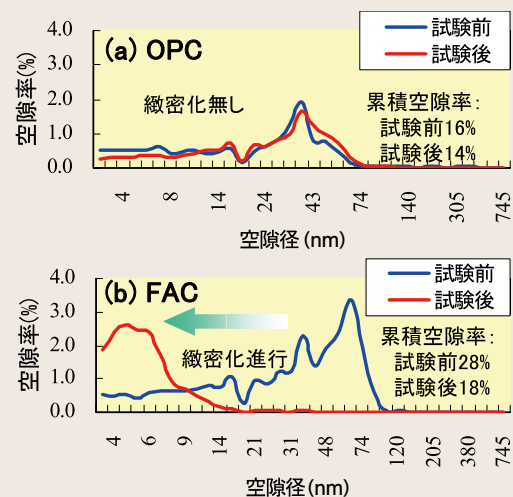 4.0
3.0
2.0
1.0
0.0
空隙率(%)
(a) OPC
試験前
試験後
緻密化無し
累積空隙率:
試験前16%
試験後14%
4 8 14 24 43 74 140 305 745
空隙径 (nm)
4.0
3.0
2.0
1.0
0.0
空隙率(%)
(b) FAC
試験前
試験後
緻密化進行
累積空隙率:
試験前28%
試験後18%
4 6 9 14 21 31 48 74 120 205 380 745
空隙径 (nm)